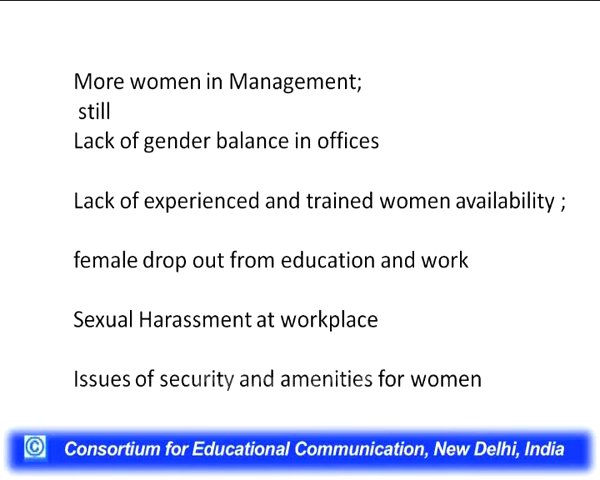 More women in Management;
still
Lack of gender balance in offices
Lack of experienced and trained women availability ;
female drop out from education and work
Sexual Harassment at workplace
Issues of security and amenities for women
© Consortium for Educational Communication, New Delhi, India